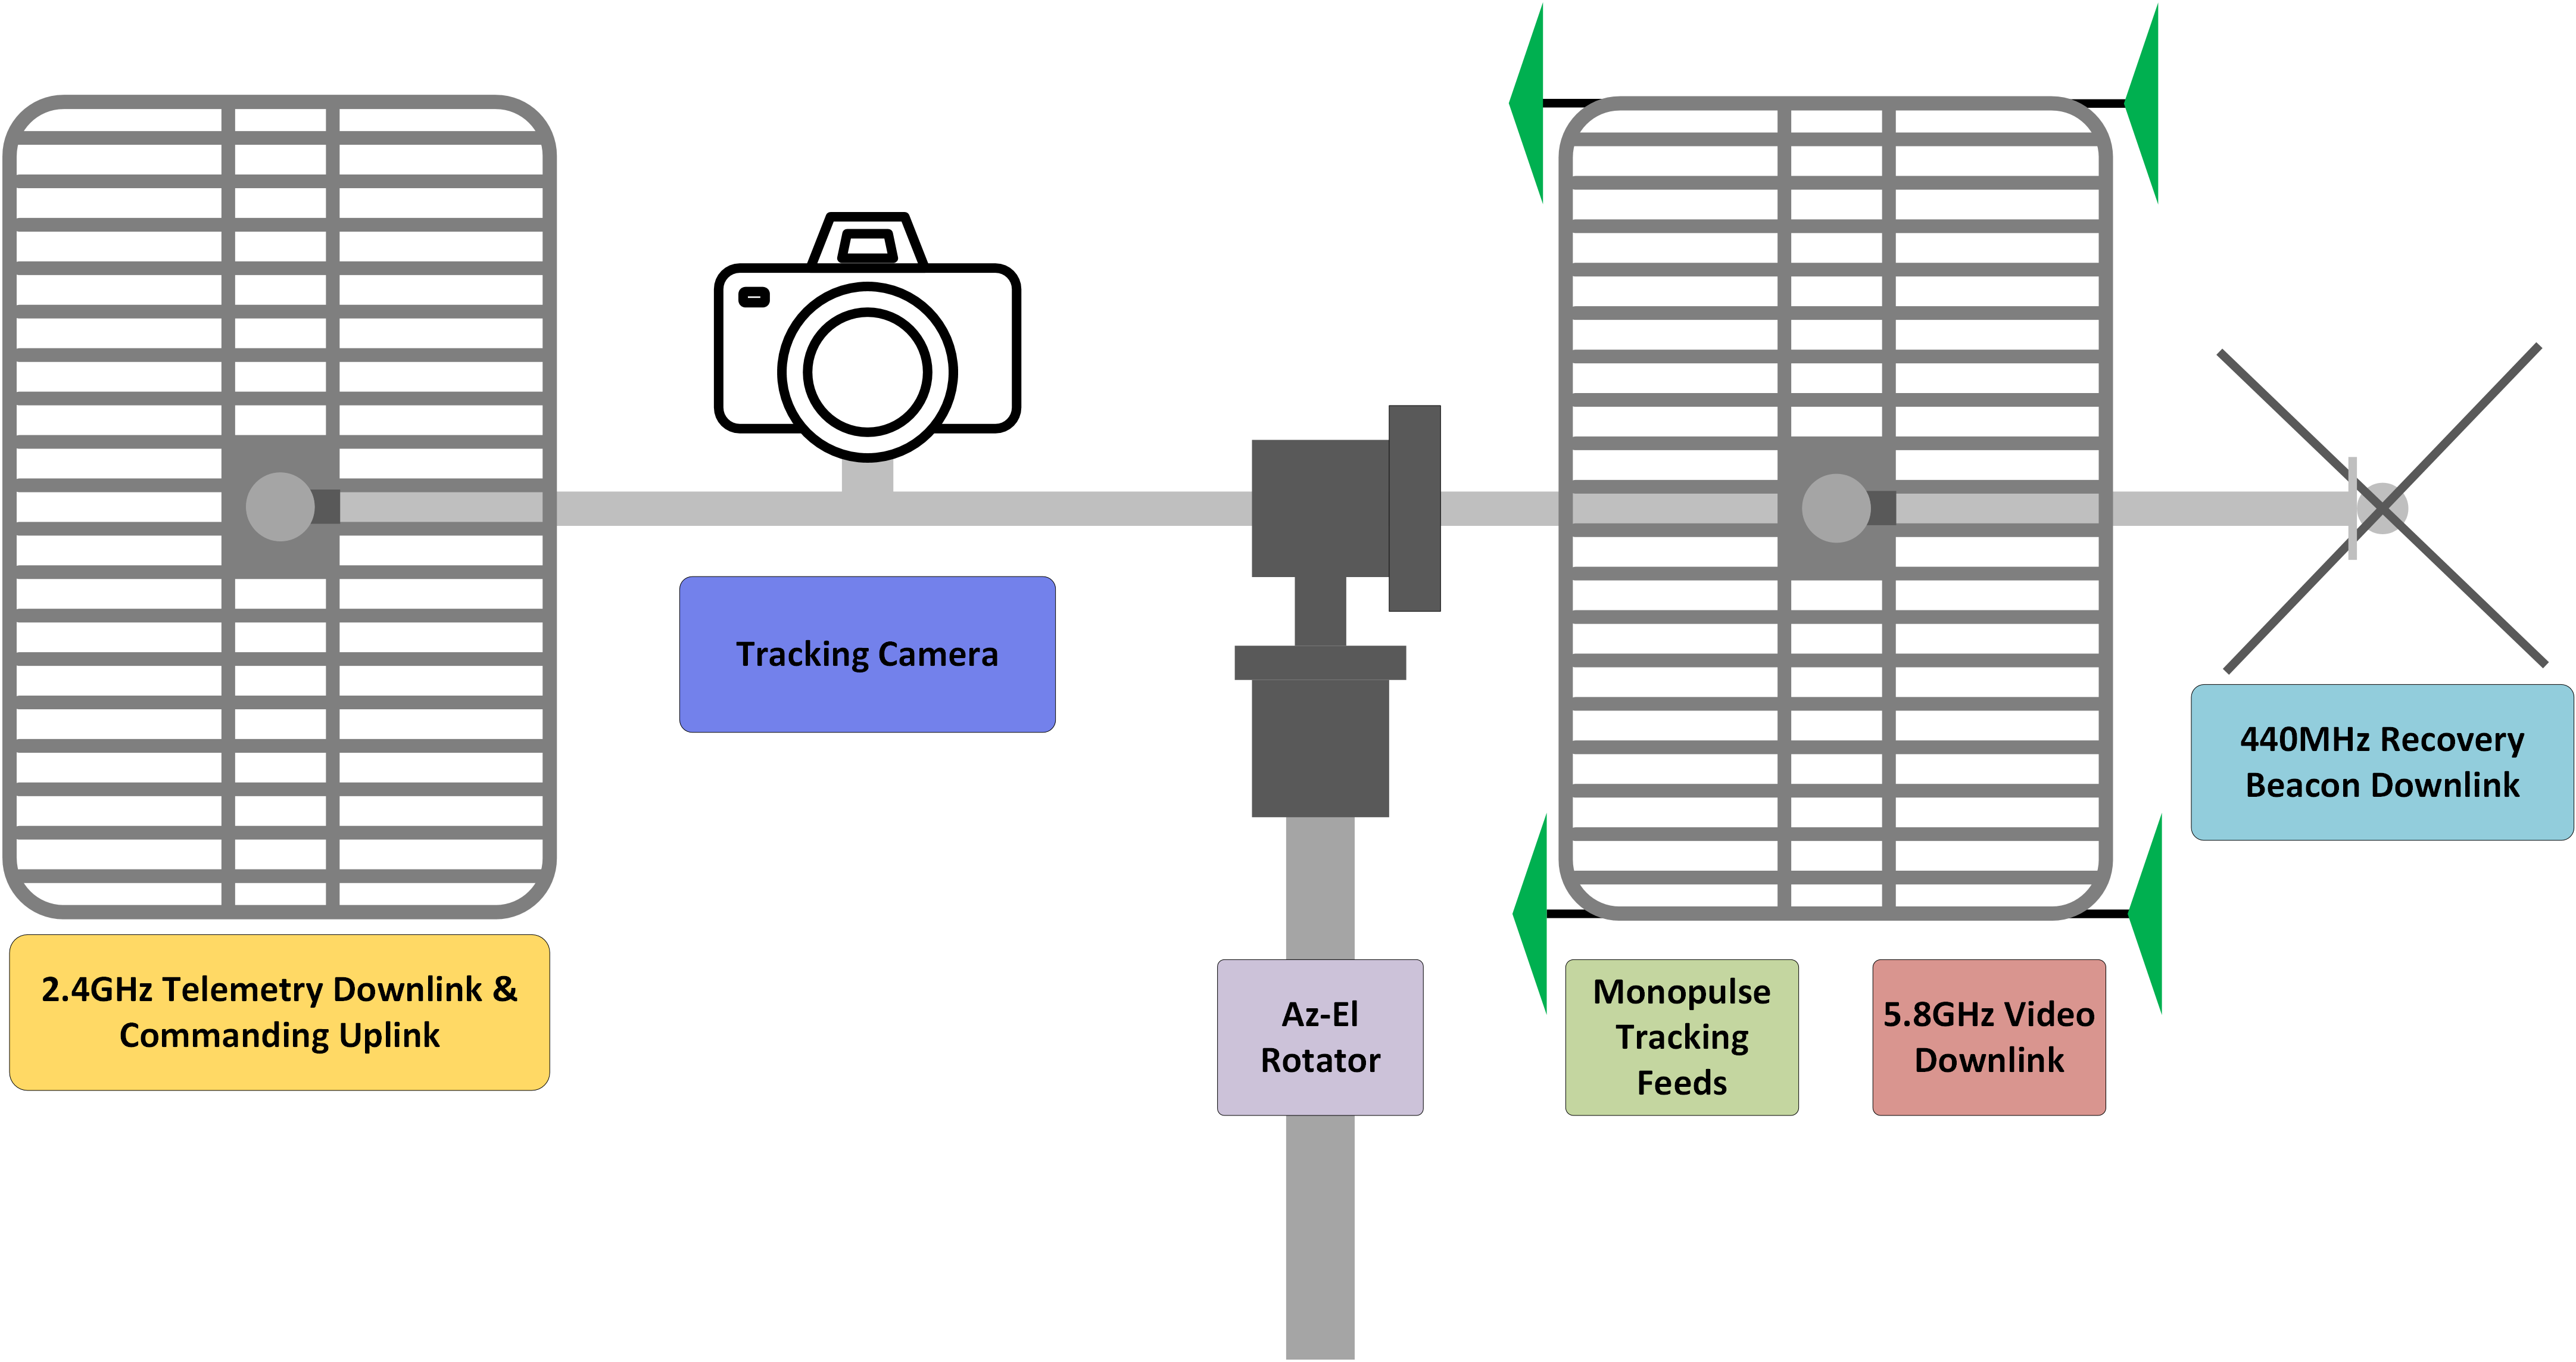 Tracking Camera
440MHz Recovery
Beacon Downlink
2.4GHz Telemetry Downlink &
Commanding Uplink
Az-El
Rotator
Monopulse
Tracking
Feeds
5.8GHz Video
Downlink